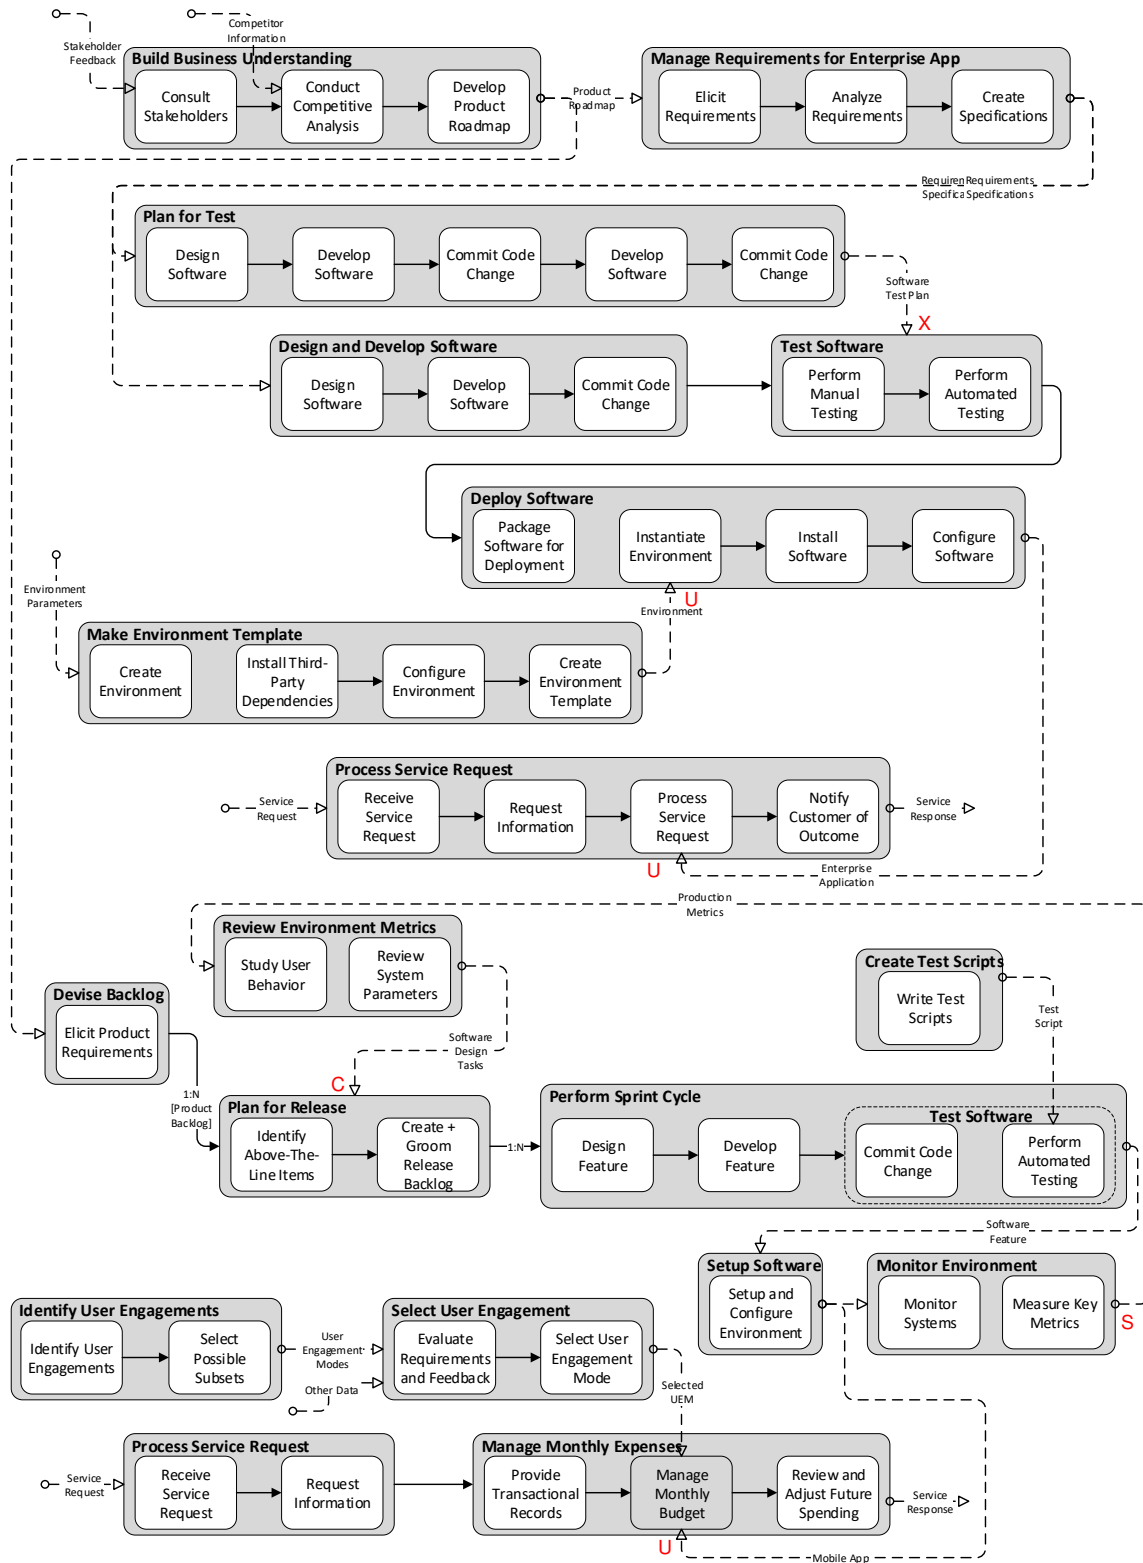 Stakeholder
Feedback
Competitor
Information
Build Business Understanding
Consult
Stakeholders
Conduct
Competitive
Analysis
Develop
Product
Roadmap
Product
Roadmap
Manage Requirements for Enterprise App
Elicit
Requirements
Analyze
Requirements
Create
Specifications
Requirements
Specifications
Plan for Test
Design
Software
Develop
Software
Commit Code
Change
Develop
Software
Commit Code
Change
Software
Test Plan
X
Design and Develop Software
Design
Software
Develop
Software
Commit Code
Change
Test Software
Perform
Manual
Testing
Perform
Automated
Testing
Deploy Software
Package
Software for
Deployment
Instantiate
Environment
Install
Software
Configure
Software
Environment
Parameters
U
Environment
Make Environment Template
Create
Environment
Install Third-
Party
Dependencies
Configure
Environment
Create
Environment
Template
Process Service Request
Service
Request
Receive
Service
Request
Request
Information
Process
Service
Request
Notify
Customer of
Outcome
Service
Response
U
Enterprise
Application
Production
Metrics
Review Environment Metrics
Study User
Behavior
Review
System
Parameters
Create Test Scripts
Write Test
Scripts
Test
Script
Devise Backlog
Elicit Product
Requirements
Software
Design
Tasks
C
1:N
[Product
Backlog]
Plan for Release
Identify
Above-The-
Line Items
Create +
Groom
Release
Backlog
1:N
Perform Sprint Cycle
Design
Feature
Develop
Feature
Test Software
Commit Code
Change
Perform
Automated
Testing
Software
Feature
Setup Software
Setup and
Configure
Environment
Monitor Environment
Monitor
Systems
Measure Key
Metrics
S
Identify User Engagements
Identify User
Engagements
Select
Possible
Subsets
User
Engagement
Modes
Other Data
Select User Engagement
Evaluate
Requirements
and Feedback
Select User
Engagement
Mode
Selected
UEM
Process Service Request
Service
Request
Receive
Service
Request
Request
Information
Manage Monthly Expenses
Provide
Transactional
Records
Manage
Monthly
Budget
Review and
Adjust Future
Spending
Service
Response
U
Mobile App